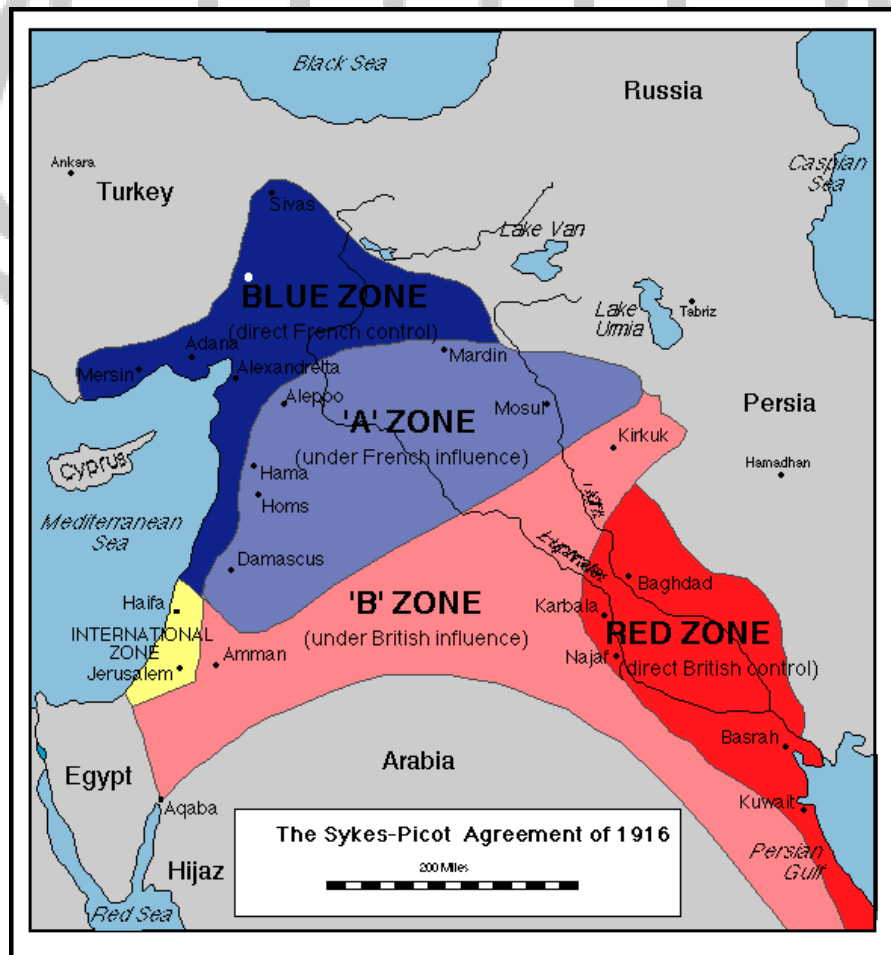 Black Sea
Russia
Ankara
Turkey
Caspian
Sea
Sivas
Lake Van
BLUE ZONE
(direct French control)
Lake
Urmia
Tabriz
Adana
Mersin
Alexandretta
Mardin
Aleppo
Mosul
'A' ZONE
(under French influence)
Persia
Kirkuk
Cyprus
Hama
Homs
Hamadhan
Tigris
Mediterranean
Sea
Euphrates
Damascus
Baghdad
Haifa
'B' ZONE
(under British influence)
Karbala
INTERNATIONAL
ZONE
RED ZONE
(direct British control)
Jerusalem
Amman
Najaf
Basrah
Egypt
Arabia
Aqaba
Kuwait
The Sykes-Picot Agreement of 1916
200 Miles
Persian
Gulf
Hijaz
Red Sea